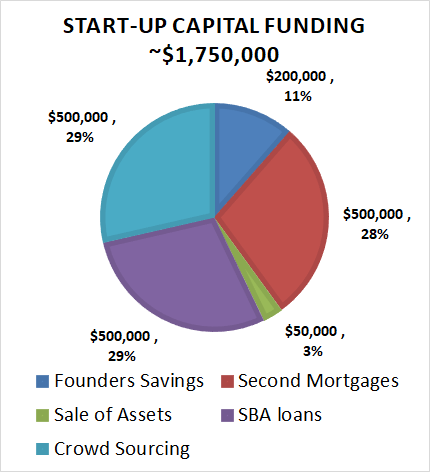 START-UP CAPITAL FUNDING
~$1,750,000
$200,000 ,
11%
$500,000 ,
29%
$500,000 ,
28%
$50,000 ,
3%
$500,000 ,
29%
Founders Savings
Second Mortgages
Sale of Assets
SBA loans
Crowd Sourcing